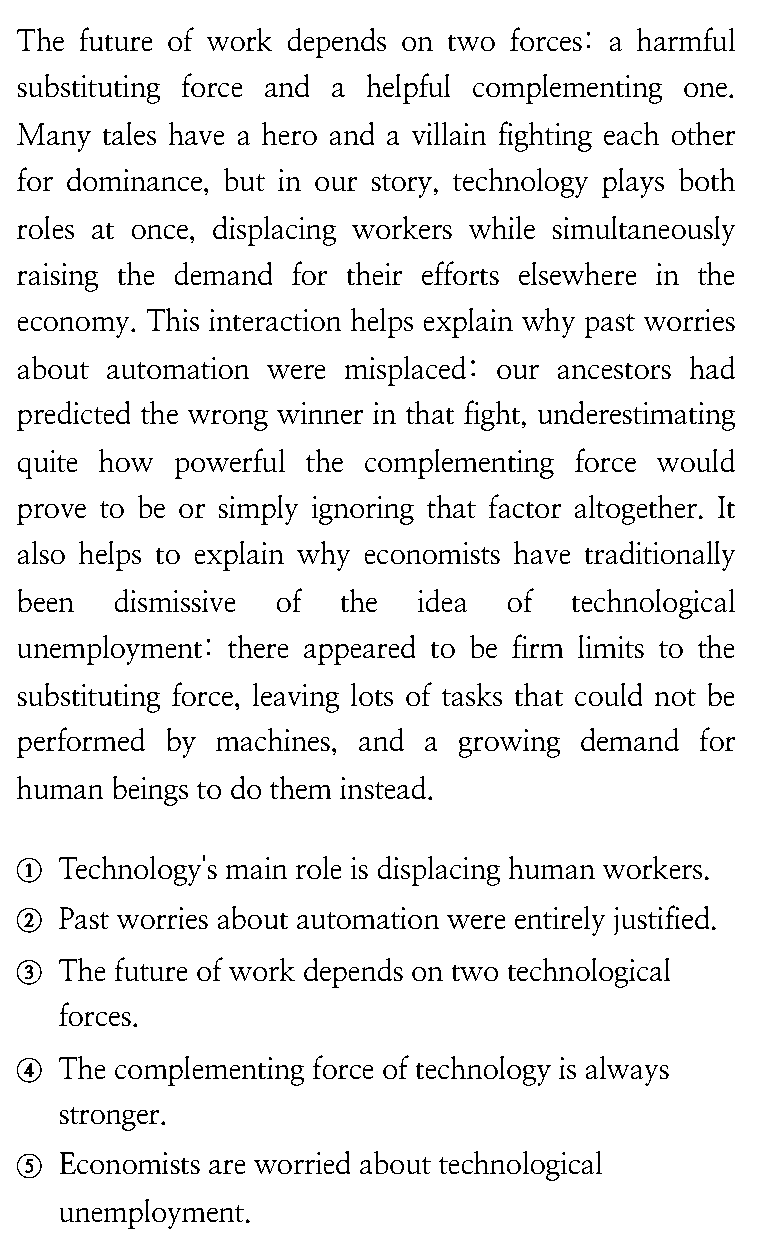 The future of work depends on two forces: a harmful
substituting force and a helpful complementing one.
Many tales have a hero and a villain fighting each other
for dominance, but in our story, technology plays both
roles at once, displacing workers while simultaneously
raising the demand for their efforts elsewhere in the
economy. This interaction helps explain why past worries
about automation were misplaced: our ancestors had
predicted the wrong winner in that fight, underestimating
quite how powerful the complementing force would
prove to be or simply ignoring that factor altogether. It
also helps to explain why economists have traditionally
been dismissive of the idea of technological
unemployment: there appeared to be firm limits to the
substituting force, leaving lots of tasks that could not be
performed by machines, and a growing demand for
human beings to do them instead.
① Technology's main role is displacing human workers.
② Past worries about automation were entirely justified.
③ The future of work depends on two technological
forces.
④ The complementing force of technology is always
stronger.
⑤ Economists are worried about technological
unemployment.